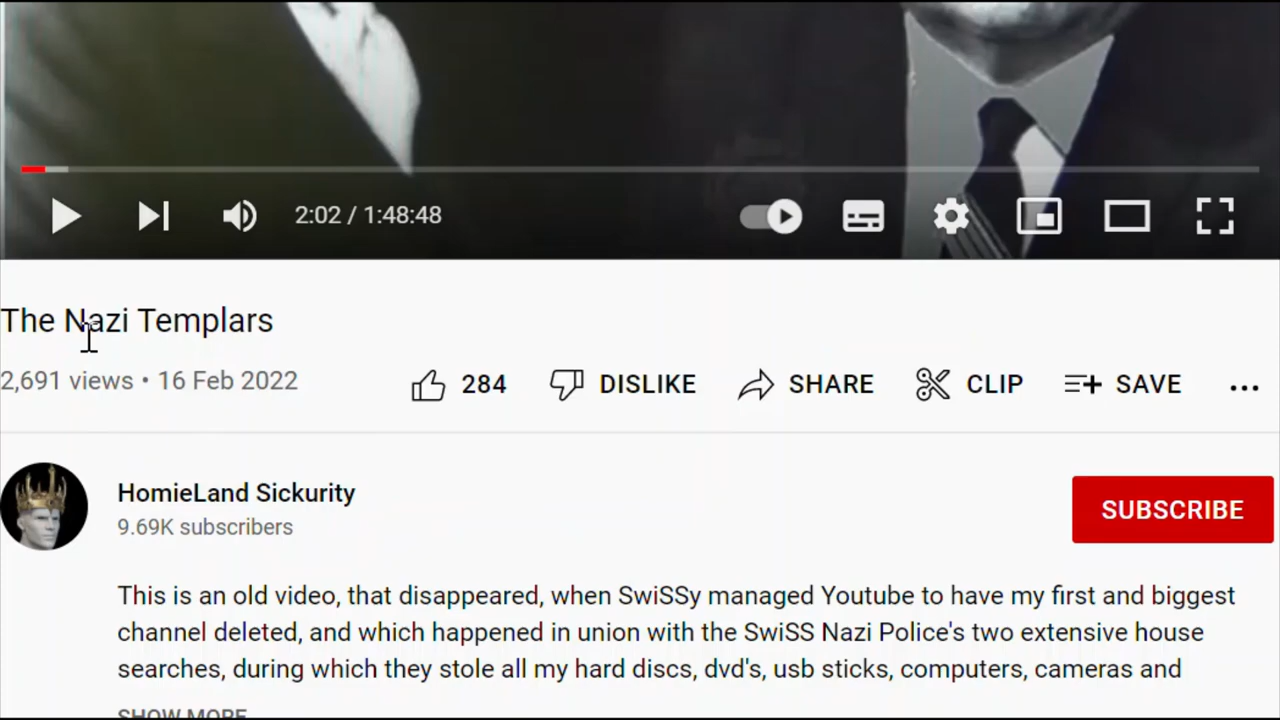 2:02 / 1:48:48
The Nazi Templars
2,691 views • 16 Feb 2022
284 DISLIKE SHARE CLIP SAVE ...
HomieLand Sickurity
9.69K subscribers
SUBSCRIBE
This is an old video, that disappeared, when SwiSSy managed Youtube to have my first and biggest
channel deleted, and which happened in union with the SwiSS Nazi Police's two extensive house
searches, during which they stole all my hard discs, dvd's, usb sticks, computers, cameras and
SHOW MORE